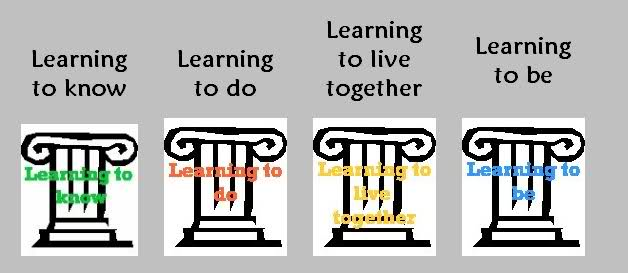 Learning
to know
Learning
to do
Learning
to live
together
Learning
to be
Learning to
know
Learning to
do
Learning to
live
together
Learning to
be